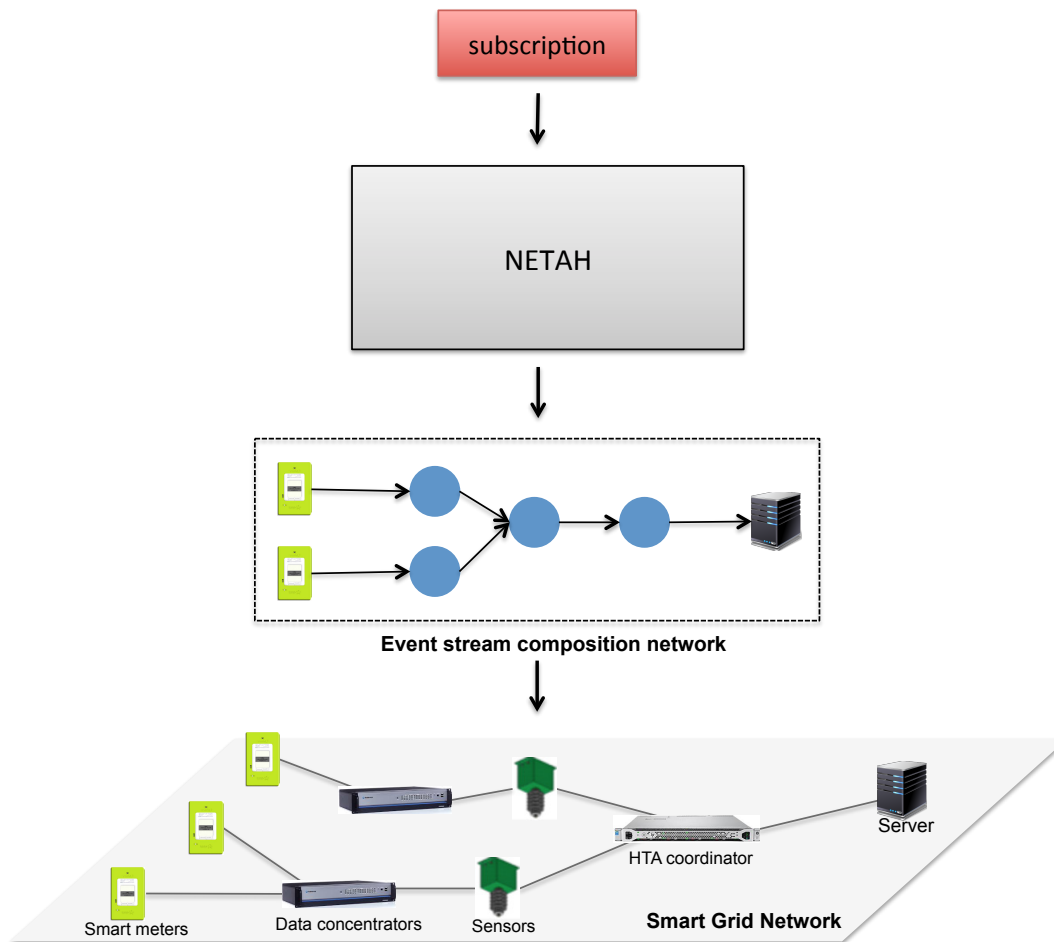 subscription
NETAH
Event stream composition network
Server
HTA coordinator
Smart meters
Data concentrators
Sensors
Smart Grid Network